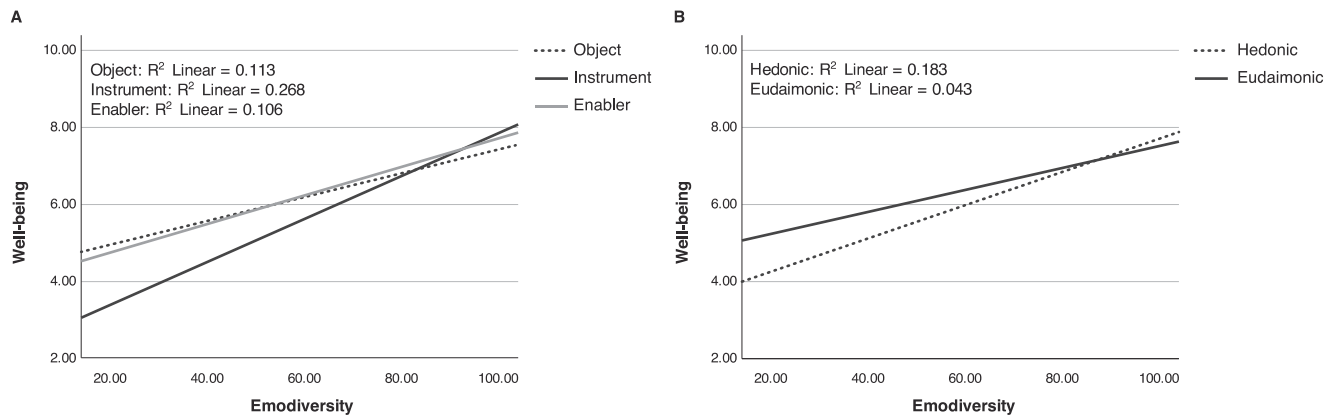 A
10.00
8.00
6.00
4.00
2.00
Well-being
Object: R² Linear = 0.113
Instrument: R² Linear = 0.268
Enabler: R² Linear = 0.106
Object
Instrument
Enabler
20.00 40.00 60.00 80.00 100.00
Emodiversity
B
10.00
8.00
6.00
4.00
2.00
Well-being
Hedonic: R² Linear = 0.183
Eudaimonic: R² Linear = 0.043
Hedonic
Eudaimonic
20.00 40.00 60.00 80.00 100.00
Emodiversity